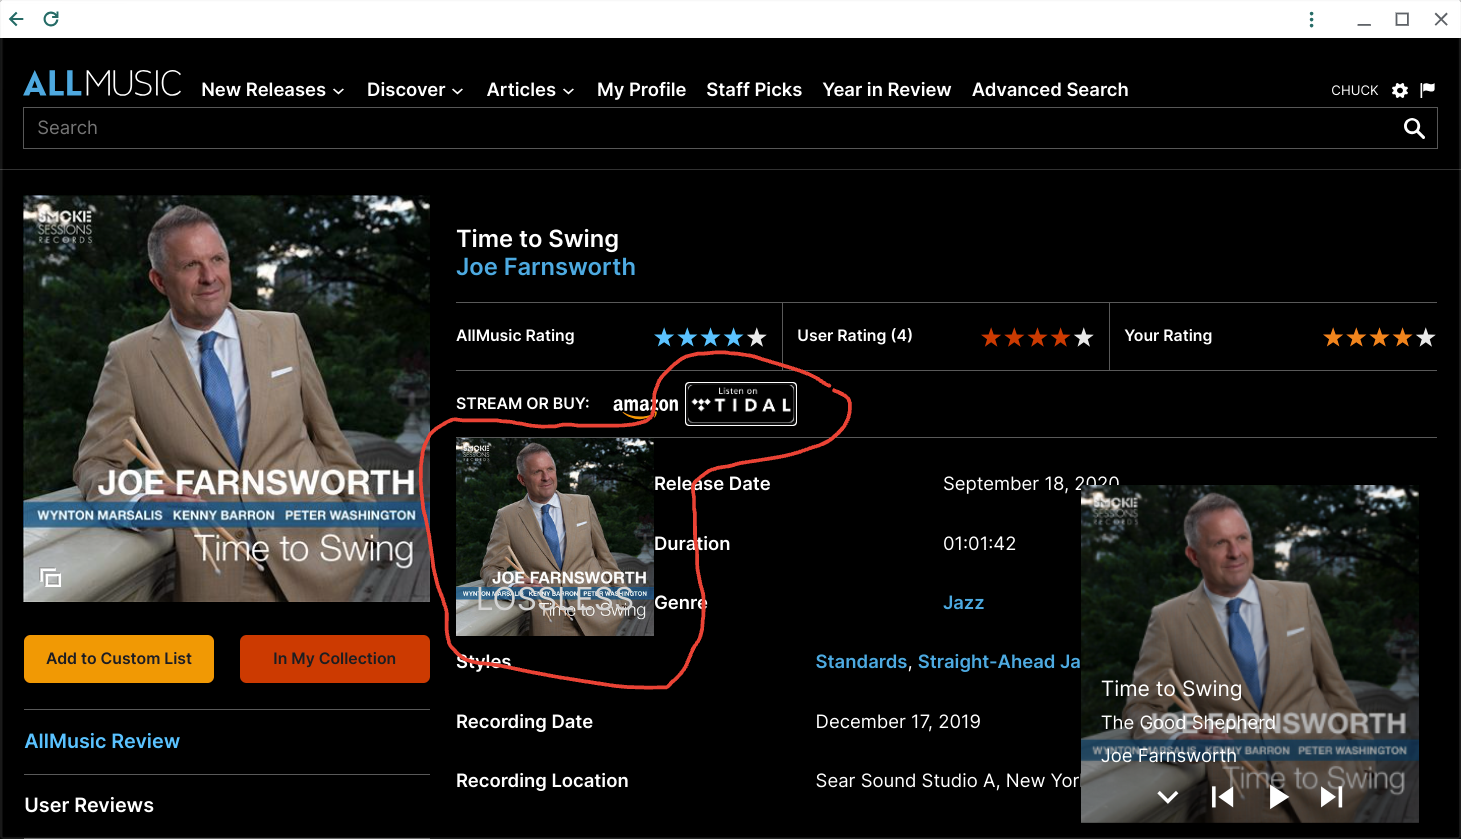 ALLMUSIC
New Releases Discover Articles My Profile Staff Picks Year in Review Advanced Search
CHUCK
Search
SMOKE
SESSIONS
RECORDS
JOE FARNSWORTH
WYNTON MARSALIS KENNY BARRON PETER WASHINGTON
Time to Swing
Add to Custom List
In My Collection
AllMusic Review
User Reviews
Time to Swing
Joe Farnsworth
AllMusic Rating
User Rating (4)
Your Rating
STREAM OR BUY:
amazon
Listen on
TIDAL
SMOKE
SESSIONS
RECORDS
JOE FARNSWORTH
WYNTON MARSALIS KENNY BARRON PETER WASHINGTON
LOSSLESS
Time to Swing
Release Date September 18, 2020
Duration 01:01:42
Genre Jazz
Styles Standards, Straight-Ahead Ja
Recording Date December 17, 2019
Recording Location Sear Sound Studio A, New Yor
SMOKE
SESSIONS
RECORDS
Time to Swing
The Good Shepherd
JOE FARNSWORTH
WYNTON MARSALIS KENNY BARRON PETER WASHINGTON
Joe Farnsworth
Time to Swing